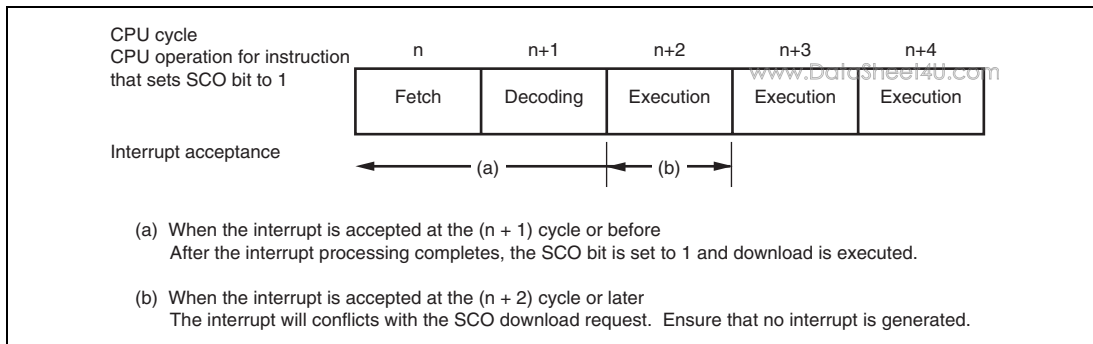 CPU cycle
CPU operation for instruction
that sets SCO bit to 1
n n+1 n+2 n+3 n+4
www.DataSheet4U.com
Fetch Decoding Execution Execution Execution
Interrupt acceptance
(a) (b)
(a) When the interrupt is accepted at the (n + 1) cycle or before
After the interrupt processing completes, the SCO bit is set to 1 and download is executed.
(b) When the interrupt is accepted at the (n + 2) cycle or later
The interrupt will conflicts with the SCO download request. Ensure that no interrupt is generated.